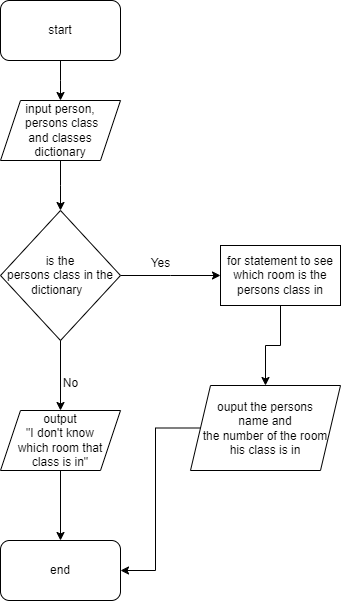 start
input person,
persons class
and classes
dictionary
is the
persons class in the
dictionary
Yes
for statement to see
which room is the
persons class in
No
output
"I don't know
which room that
class is in"
ouput the persons
name and
the number of the room
his class is in
end